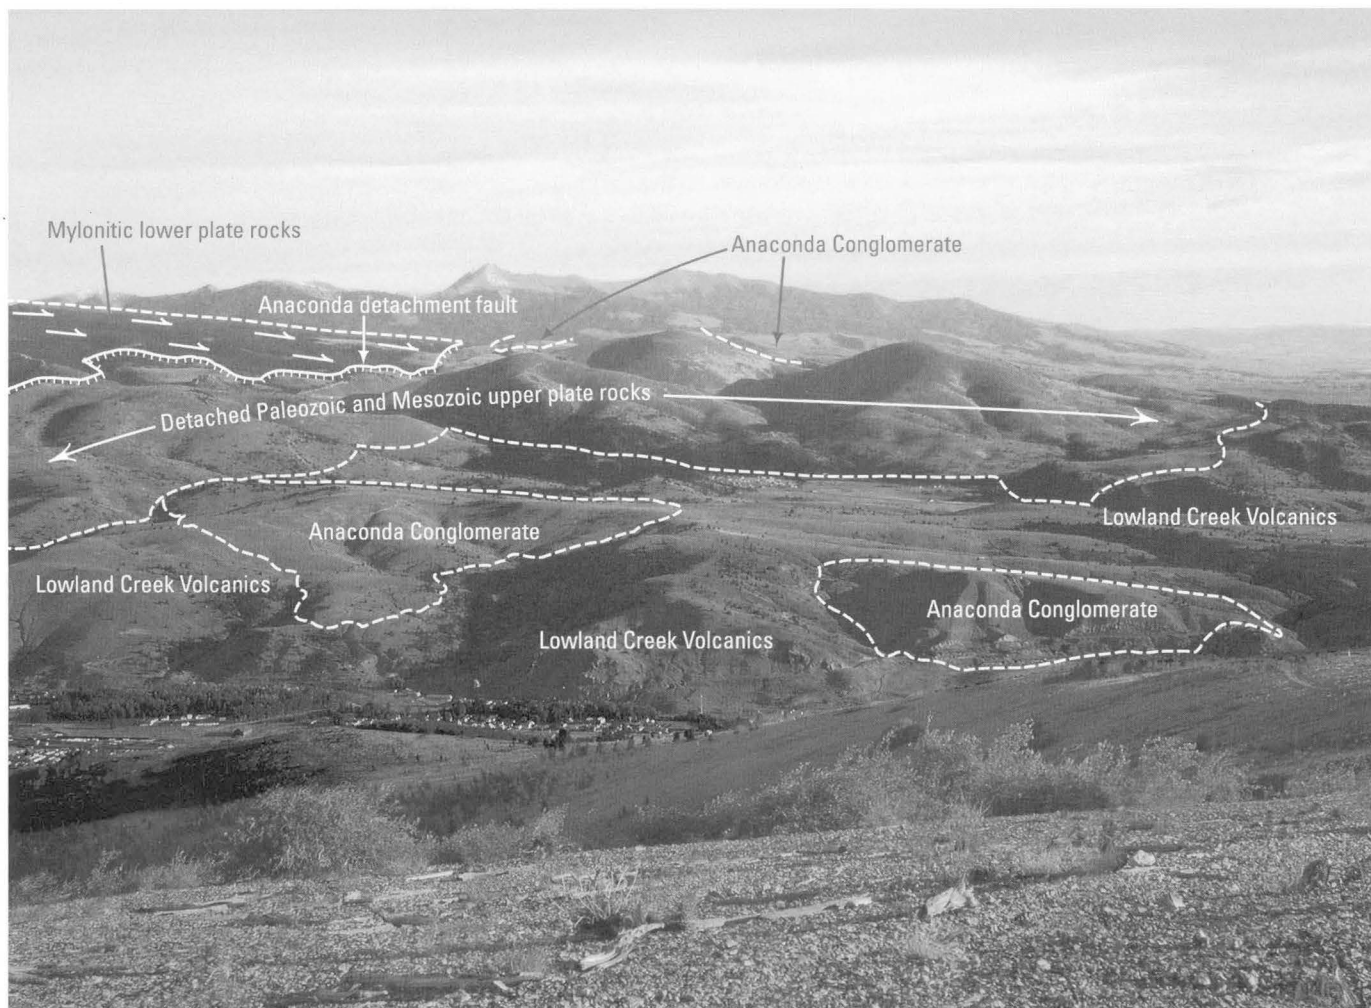 Mylonitic lower plate rocks
Anaconda Conglomerate
Anaconda detachment fault
Detached Paleozoic and Mesozoic upper plate rocks
Anaconda Conglomerate
Lowland Creek Volcanics
Lowland Creek Volcanics
Anaconda Conglomerate
Lowland Creek Volcanics